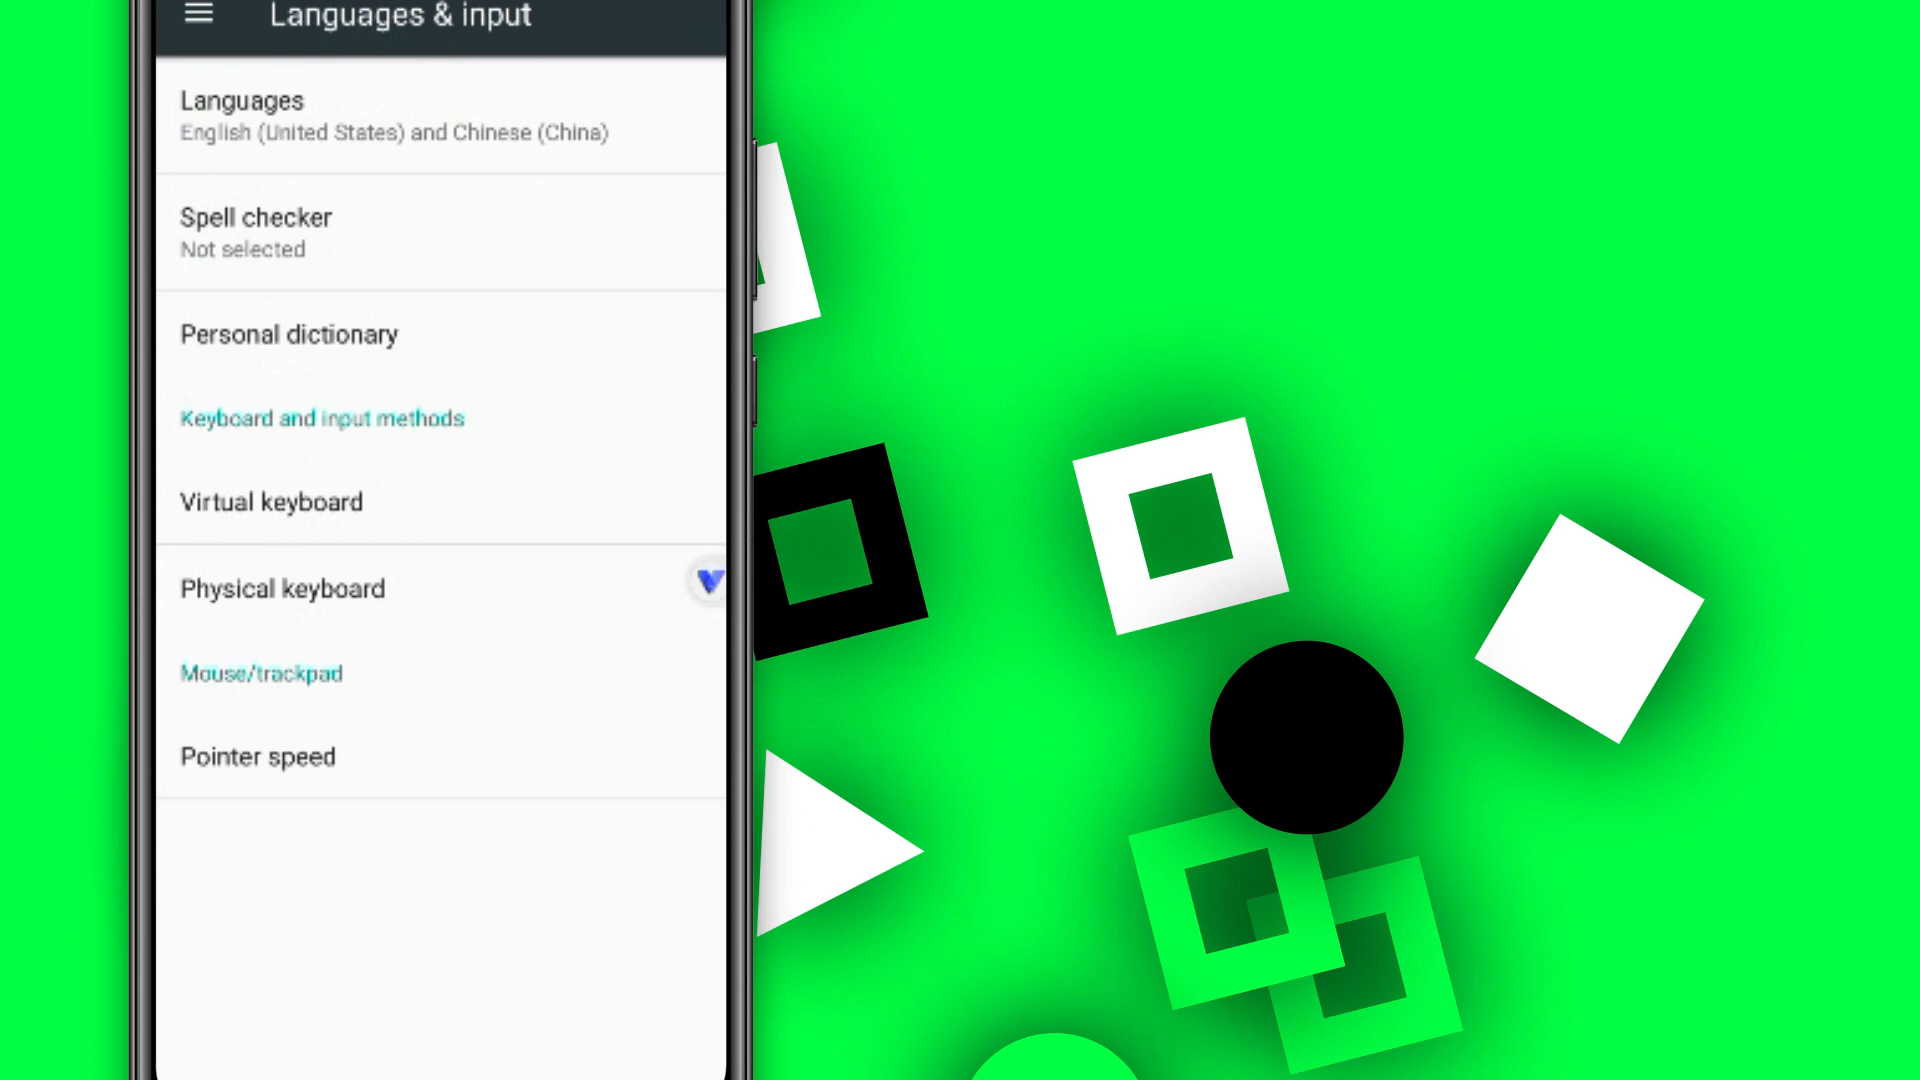 Languages & input
Languages
English (United States) and Chinese (China)
Spell checker
Not selected
Personal dictionary
Keyboard and input methods
Virtual keyboard
Physical keyboard
Mouse/trackpad
Pointer speed